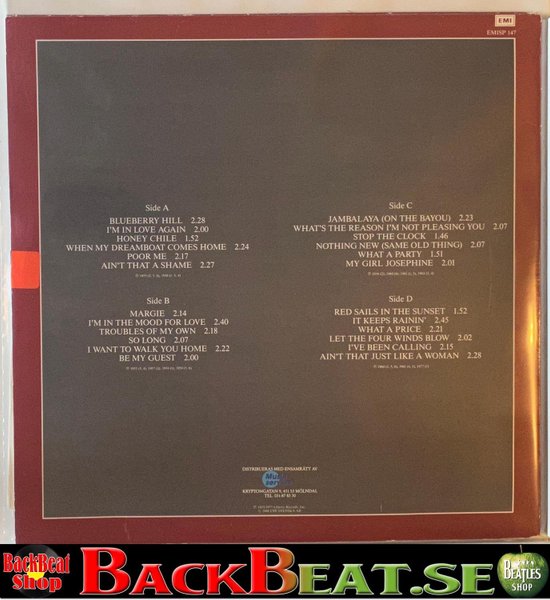 EMI
EMISP 147
Side A
BLUEBERRY HILL 2.28
I'M IN LOVE AGAIN 2.00
HONEY CHILE 1.52
WHEN MY DREAMBOAT COMES HOME 2.24
POOR ME 2.17
AIN'T THAT A SHAME 2.27
Side B
MARGIE 2.14
I'M IN THE MOOD FOR LOVE 2.40
TROUBLES OF MY OWN 2.18
SO LONG 2.07
I WANT TO WALK YOU HOME 2.22
BE MY GUEST 2.00
Side C
JAMBALAYA (ON THE BAYOU) 2.23
WHAT'S THE REASON I'M NOT PLEASING YOU 2.07
STOP THE CLOCK 1.46
NOTHING NEW (SAME OLD THING) 2.07
WHAT A PARTY 1.51
MY GIRL JOSEPHINE 2.01
Side D
RED SAILS IN THE SUNSET 1.52
IT KEEPS RAININ' 2.45
WHAT A PRICE 2.21
LET THE FOUR WINDS BLOW 2.02
I'VE BEEN CALLING 2.15
AIN'T THAT JUST LIKE A WOMAN 2.28
DISTRIBUERAS MED ENSAMRÄTT AV
KRYPTONGATAN 9, 431 53 MÖLNDAL
BackBeat
Shop
BACKBEAT.SE
BEATLES
SHOP